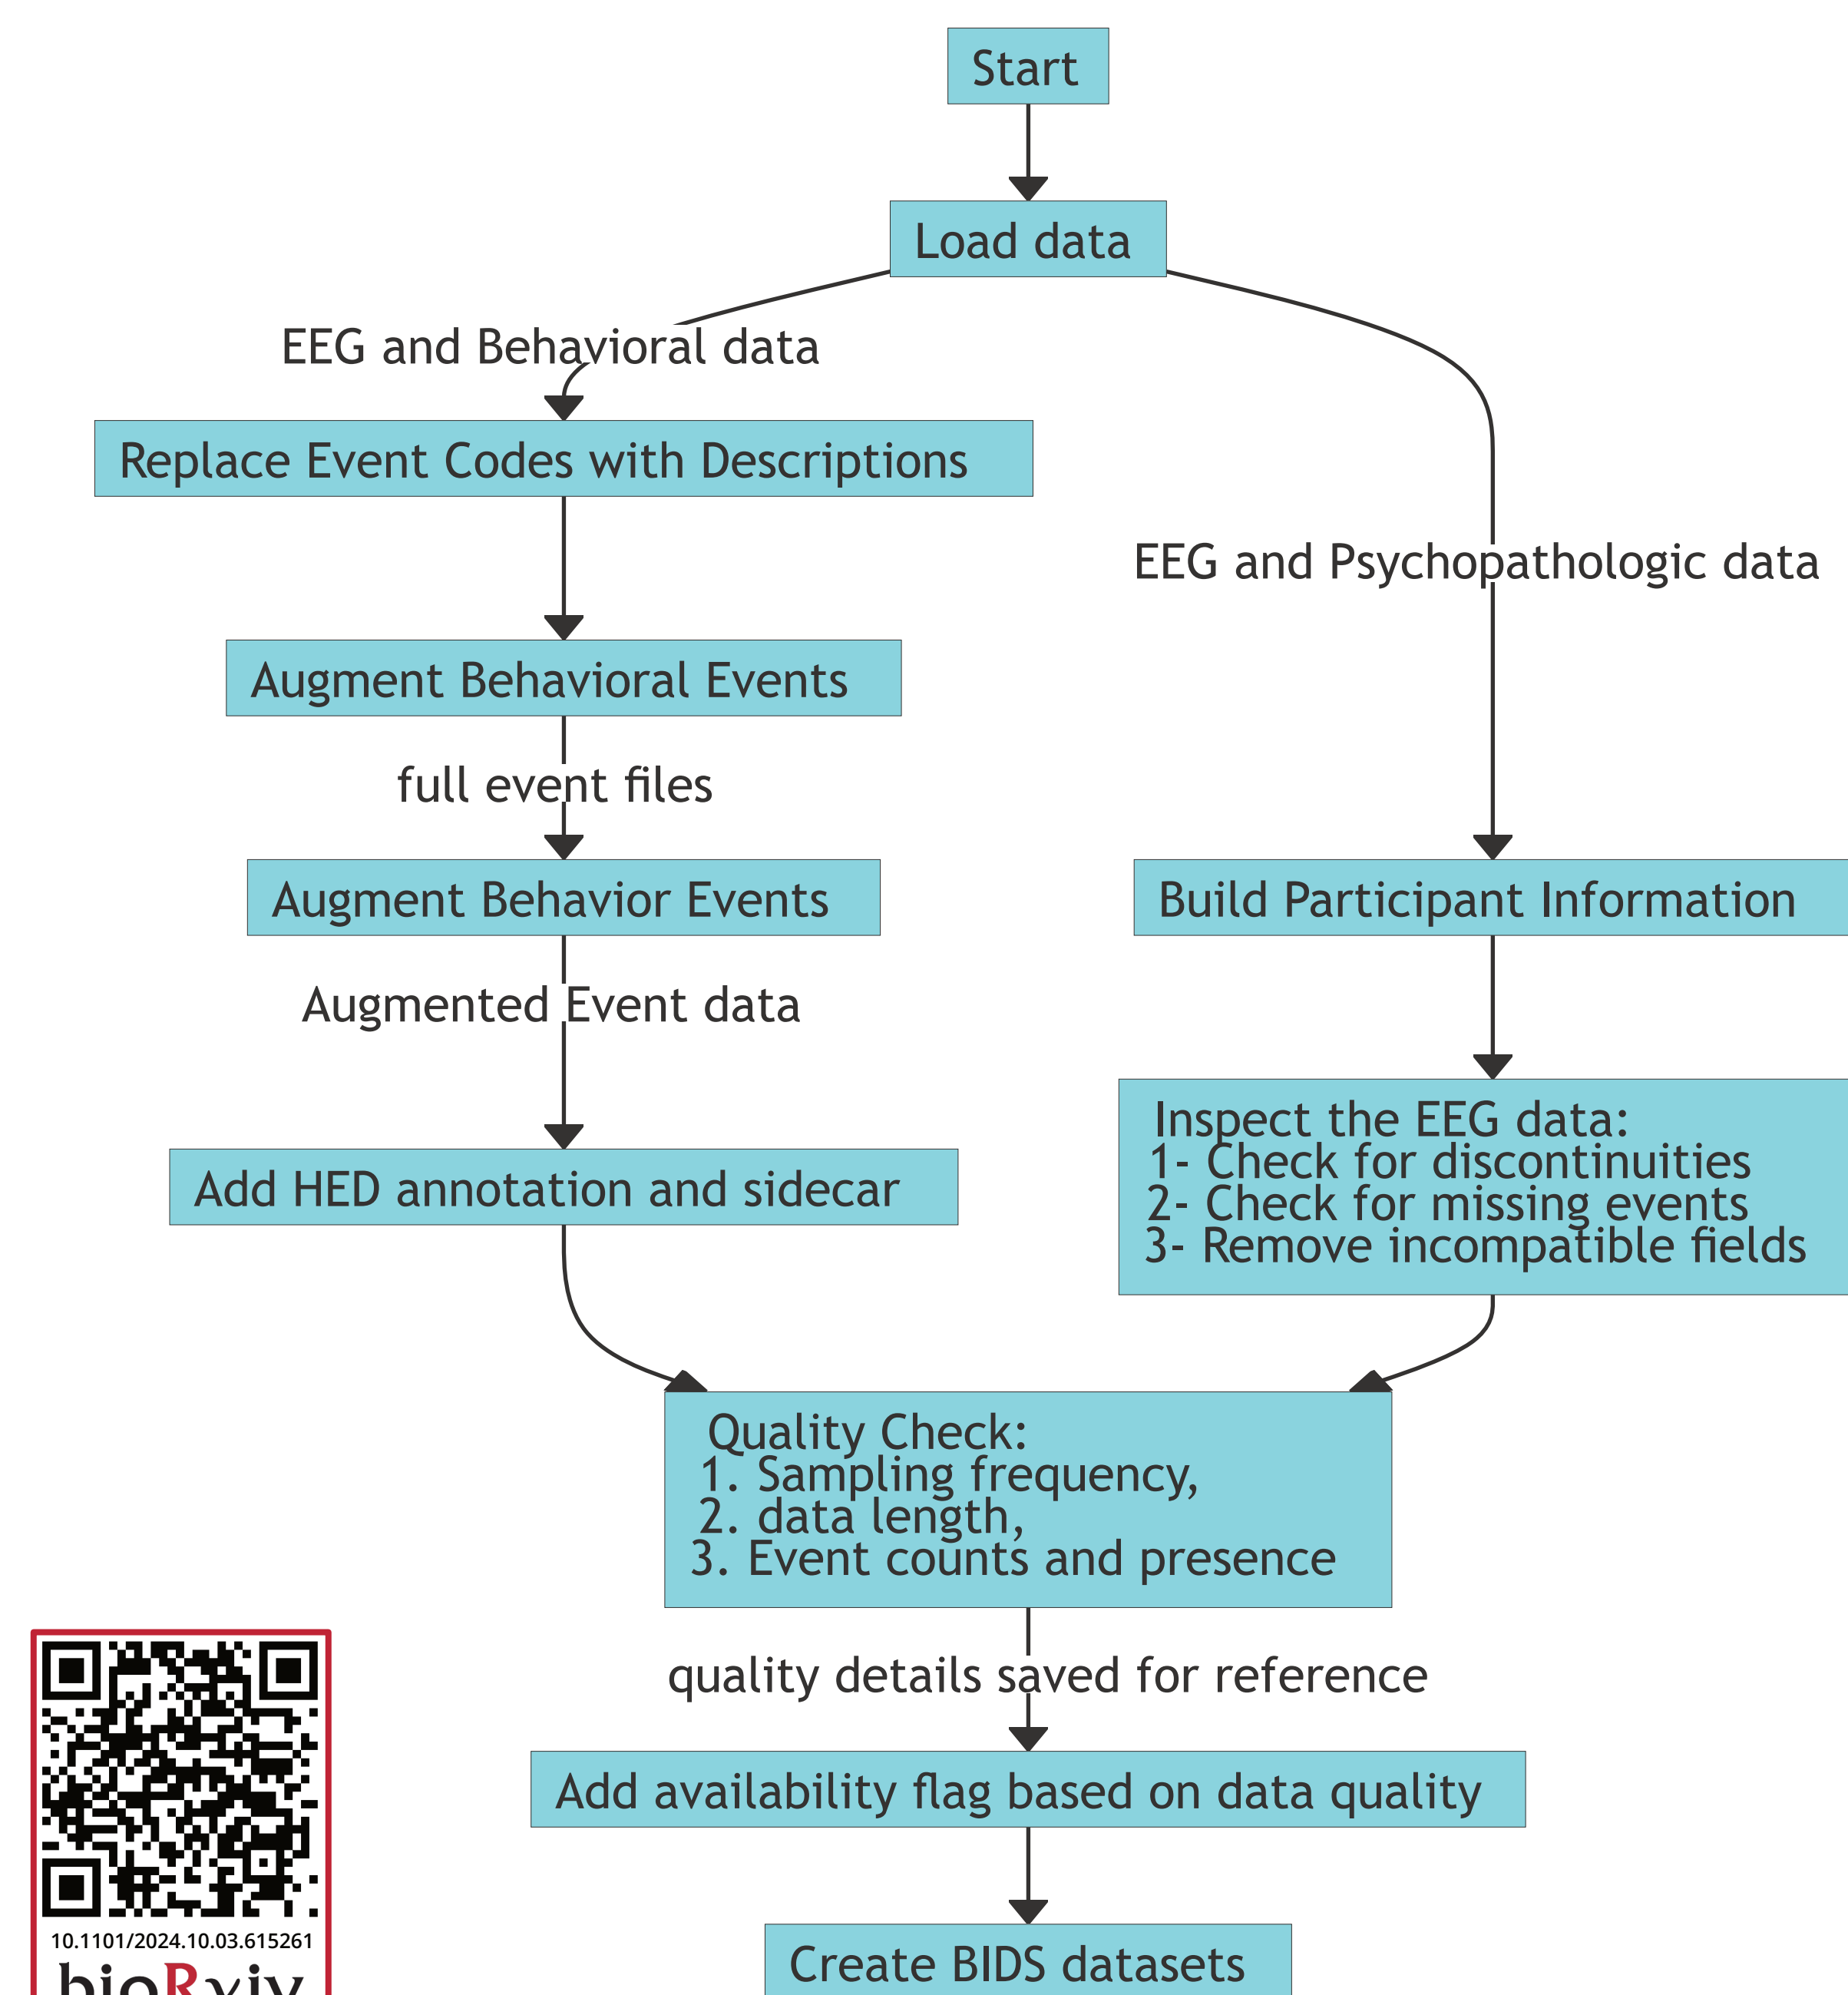 Start
Load data
EEG and Behavioral data
Replace Event Codes with Descriptions
EEG and Psychopathologic data
Augment Behavioral Events
full event files
Augment Behavior Events
Build Participant Information
Augmented Event data
Add HED annotation and sidecar
Inspect the EEG data:
1- Check for discontinuities
2- Check for missing events
3- Remove incompatible fields
Quality Check:
1. Sampling frequency,
2. data length,
3. Event counts and presence
quality details saved for reference
Add availability flag based on data quality
Create BIDS datasets
10.1101/2024.10.03.615261
bioRxiv